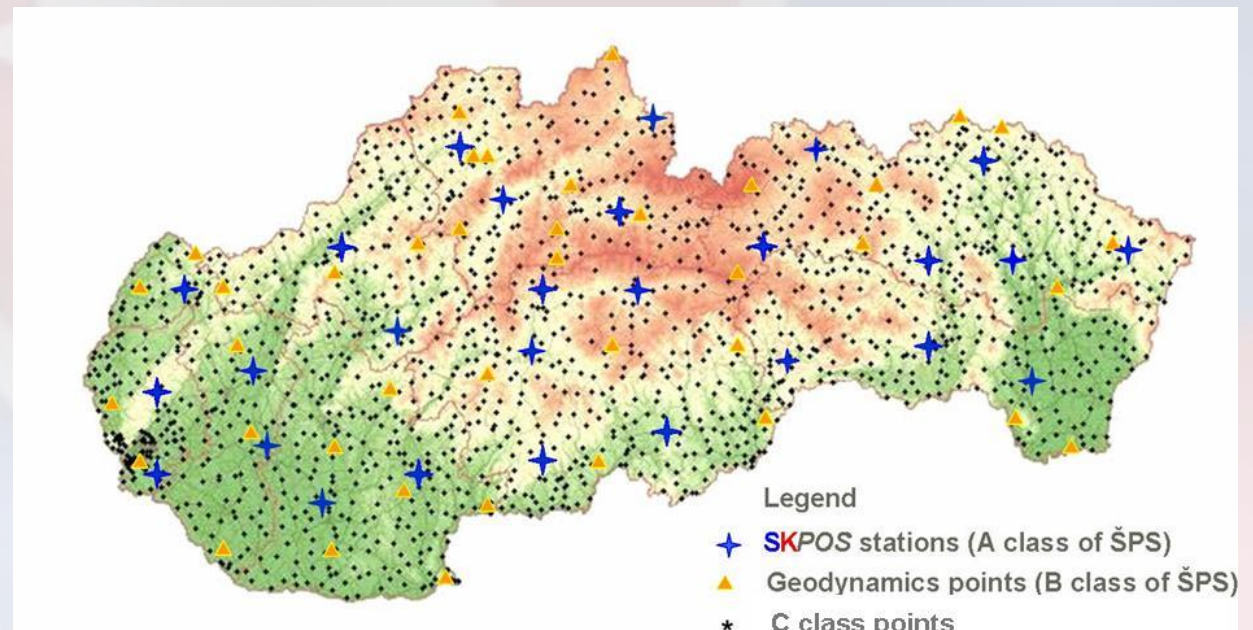 Legend
SKPOS stations (A class of ŠPS)
Geodynamics points (B class of ŠPS)
C class points